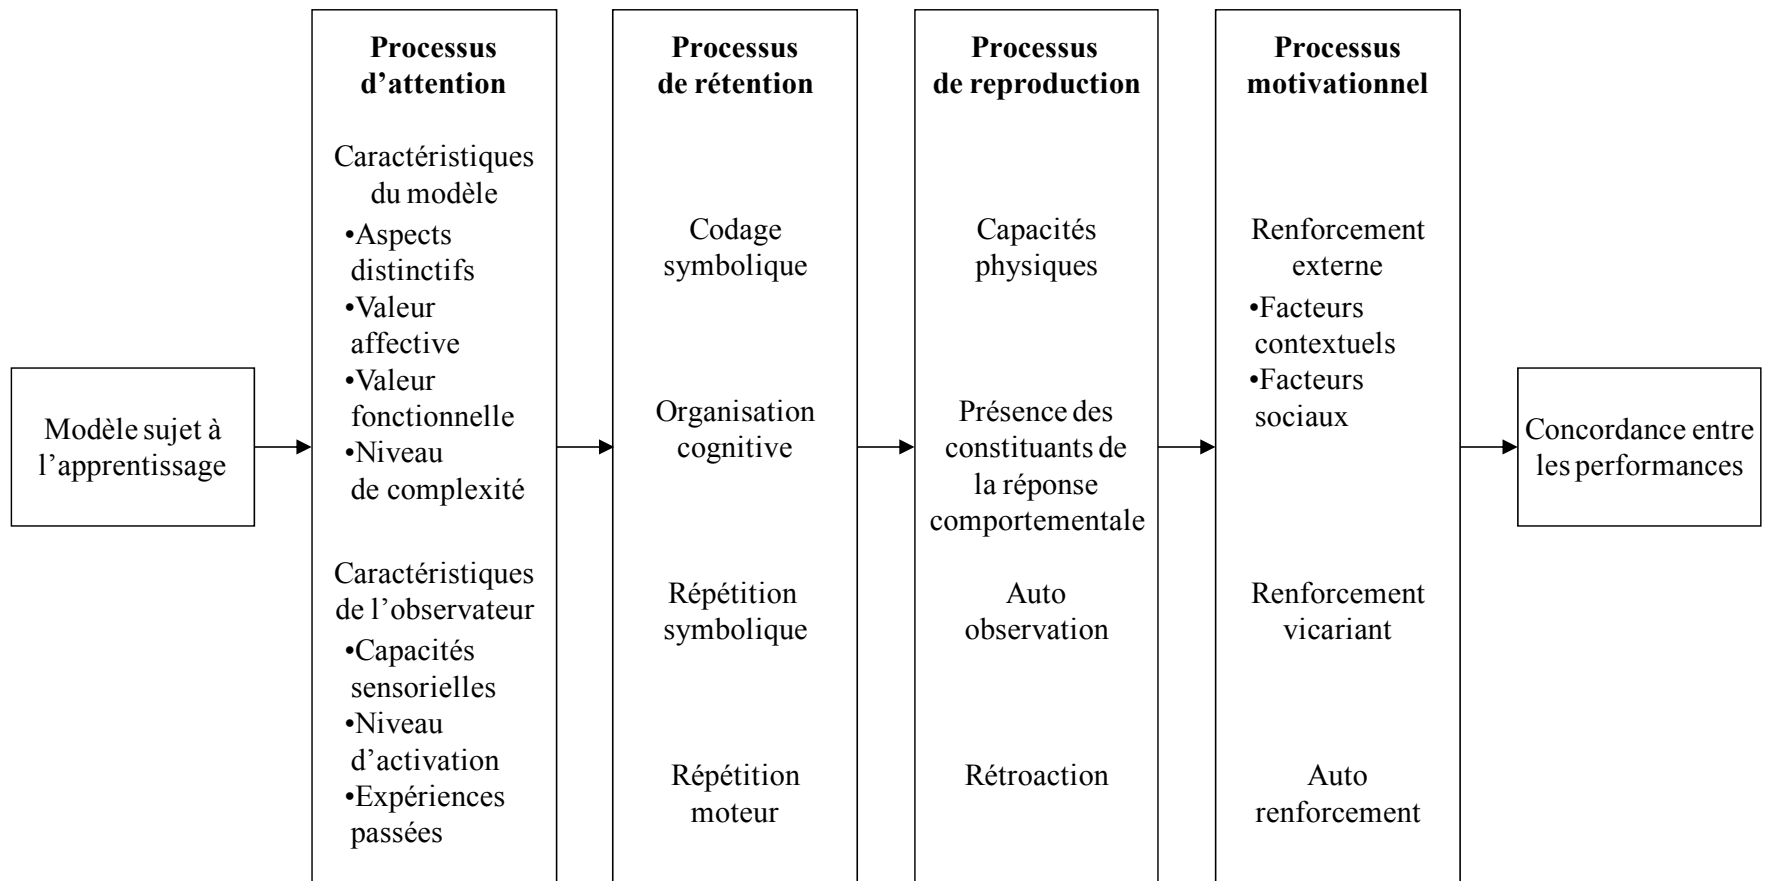 Modèle sujet à
l’apprentissage
Processus
d’attention
Caractéristiques
du modèle
•Aspects
distinctifs
•Valeur
affective
•Valeur
fonctionnelle
•Niveau
de complexité
Caractéristiques
de l’observateur
•Capacités
sensorielles
•Niveau
d’activation
•Expériences
passées
Processus
de rétention
Codage
symbolique
Organisation
cognitive
Répétition
symbolique
Répétition
moteur
Processus
de reproduction
Capacités
physiques
Présence des
constituants de
la réponse
comportementale
Auto
observation
Rétroaction
Processus
motivationnel
Renforcement
externe
•Facteurs
contextuels
•Facteurs
sociaux
Renforcement
vicariant
Auto
renforcement
Concordance entre
les performances